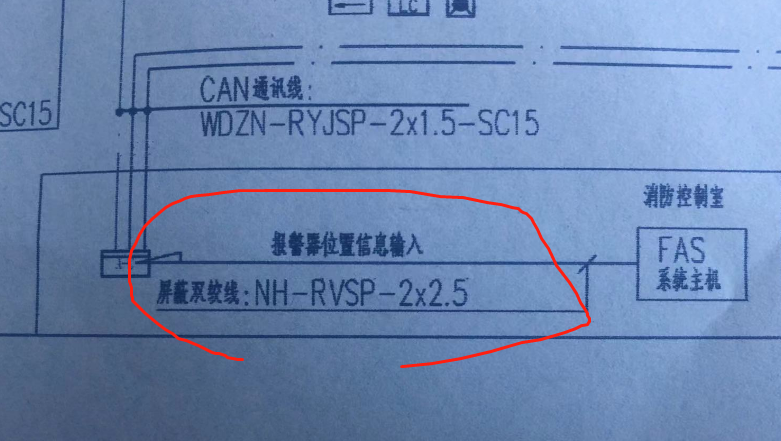 LC
SC15
CAN通讯线:
WDZN-RYJSP-2x1.5-SC15
消防控制室
报警器位置信息输入
FAS
系统主机
屏蔽双绞线:NH-RVSP-2x2.5